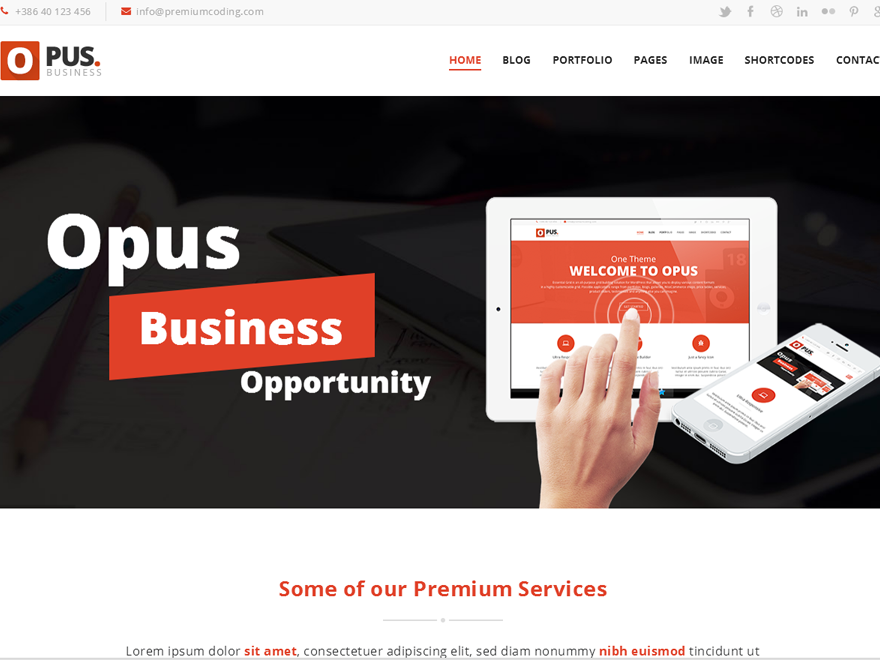 +386 40 123 456
info@premiumcoding.com
O PUS.
BUSINESS
HOME BLOG PORTFOLIO PAGES IMAGE SHORTCODES CONTAC
Opus
Business
Opportunity
O PUS.
One Theme
WELCOME TO OPUS
Some of our Premium Services
Lorem ipsum dolor sit amet, consectetuer adipiscing elit, sed diam nonummy nibh euismod tincidunt ut